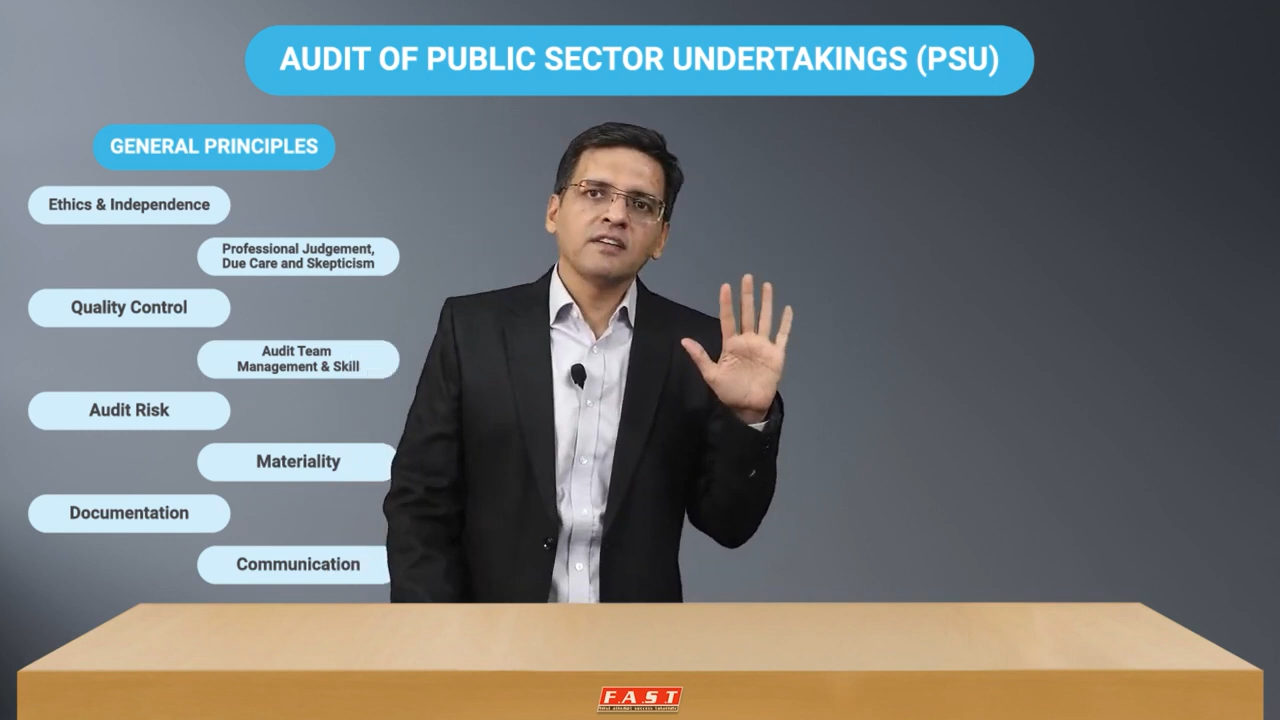 AUDIT OF PUBLIC SECTOR UNDERTAKINGS (PSU)
GENERAL PRINCIPLES
Ethics & Independence
Professional Judgement,
Due Care and Skepticism
Quality Control
Audit Team
Management & Skill
Audit Risk
Materiality
Documentation
Communication
F.A.S.T